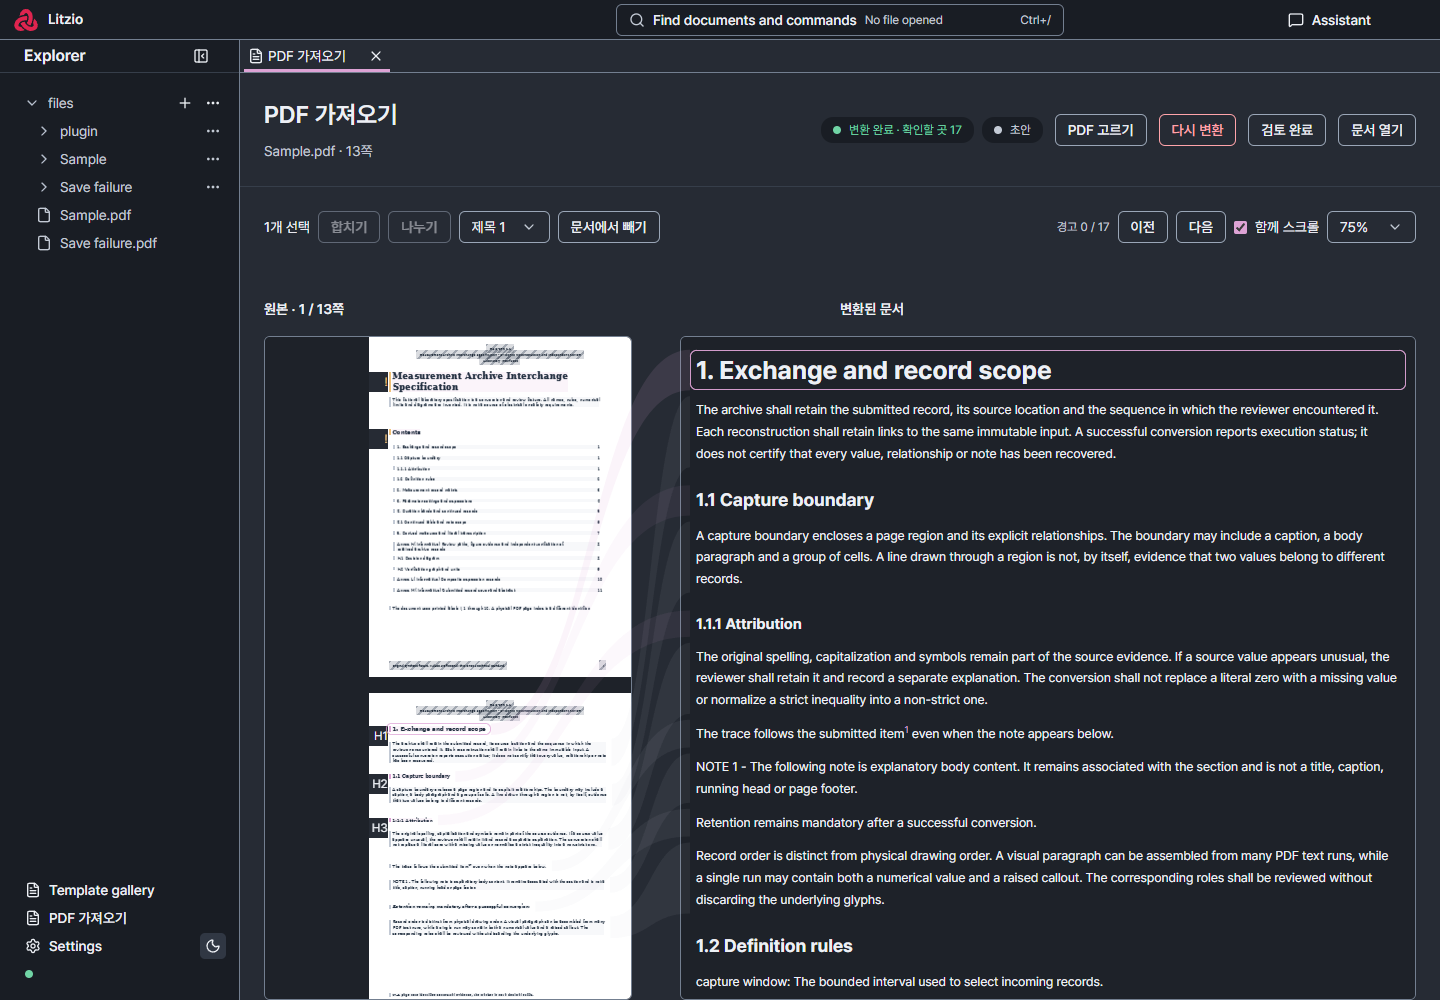 Litzio
Find documents and commands No file opened Ctrl+/
Assistant
Explorer
PDF 가져오기
files
plugin
Sample
Save failure
Sample.pdf
Save failure.pdf
Template gallery
PDF 가져오기
Settings
PDF 가져오기
Sample.pdf · 13쪽
변환 완료 · 확인할 곳 17
초안
PDF 고르기
다시 변환
검토 완료
문서 열기
1개 선택
합치기
나누기
제목 1
문서에서 빼기
경고 0 / 17
이전
다음
함께 스크롤
75%
원본 · 1 / 13쪽
Measurement Archive Interchange
Specification
Contents
H1
1. Exchange and record scope
H2
1.1 Capture boundary
H3
1.1.1 Attribution
변환된 문서
1. Exchange and record scope
The archive shall retain the submitted record, its source location and the sequence in which the reviewer encountered it.
Each reconstruction shall retain links to the same immutable input. A successful conversion reports execution status; it
does not certify that every value, relationship or note has been recovered.
1.1 Capture boundary
A capture boundary encloses a page region and its explicit relationships. The boundary may include a caption, a body
paragraph and a group of cells. A line drawn through a region is not, by itself, evidence that two values belong to different
records.
1.1.1 Attribution
The original spelling, capitalization and symbols remain part of the source evidence. If a source value appears unusual, the
reviewer shall retain it and record a separate explanation. The conversion shall not replace a literal zero with a missing value
or normalize a strict inequality into a non-strict one.
The trace follows the submitted item1 even when the note appears below.
NOTE 1 - The following note is explanatory body content. It remains associated with the section and is not a title, caption,
running head or page footer.
Retention remains mandatory after a successful conversion.
Record order is distinct from physical drawing order. A visual paragraph can be assembled from many PDF text runs, while
a single run may contain both a numerical value and a raised callout. The corresponding roles shall be reviewed without
discarding the underlying glyphs.
1.2 Definition rules
capture window: The bounded interval used to select incoming records.